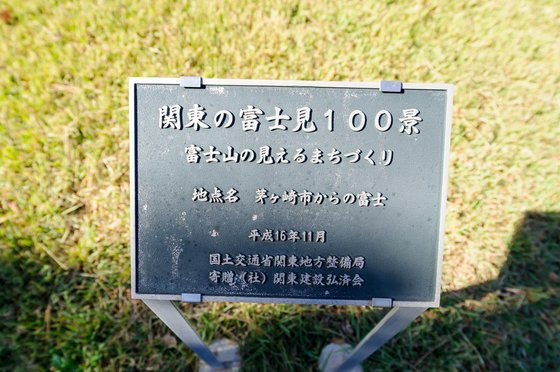 関東の富士見100景
富士山の見えるまちづくり
地点名 茅ヶ崎市からの富士
平成16年11月
国土交通省関東地方整備局
寄贈(社)関東建設弘済会